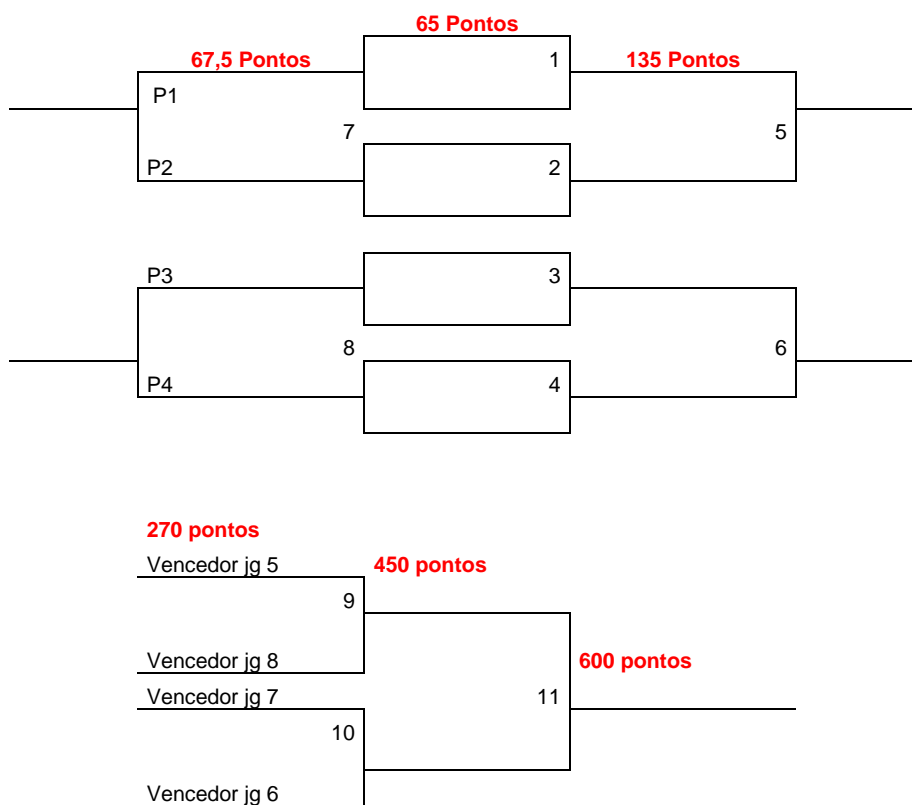 65 Pontos
67,5 Pontos 1 135 Pontos
P1
7 5
P2 2
P3 3
8 6
P4 4
270 pontos
Vencedor jg 5 450 pontos
9
Vencedor jg 8 600 pontos
Vencedor jg 7 11
10
Vencedor jg 6